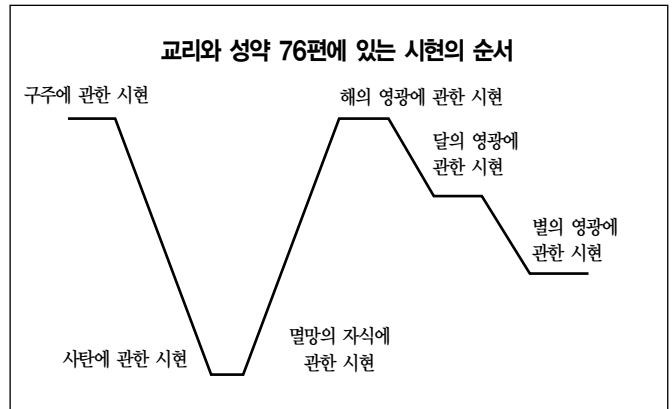 교리와 성약 76편에 있는 시현의 순서
구주에 관한 시현
해의 영광에 관한 시현
달의 영광에
관한 시현
별의 영광에
관한 시현
사탄에 관한 시현
멸망의 자식에
관한 시현